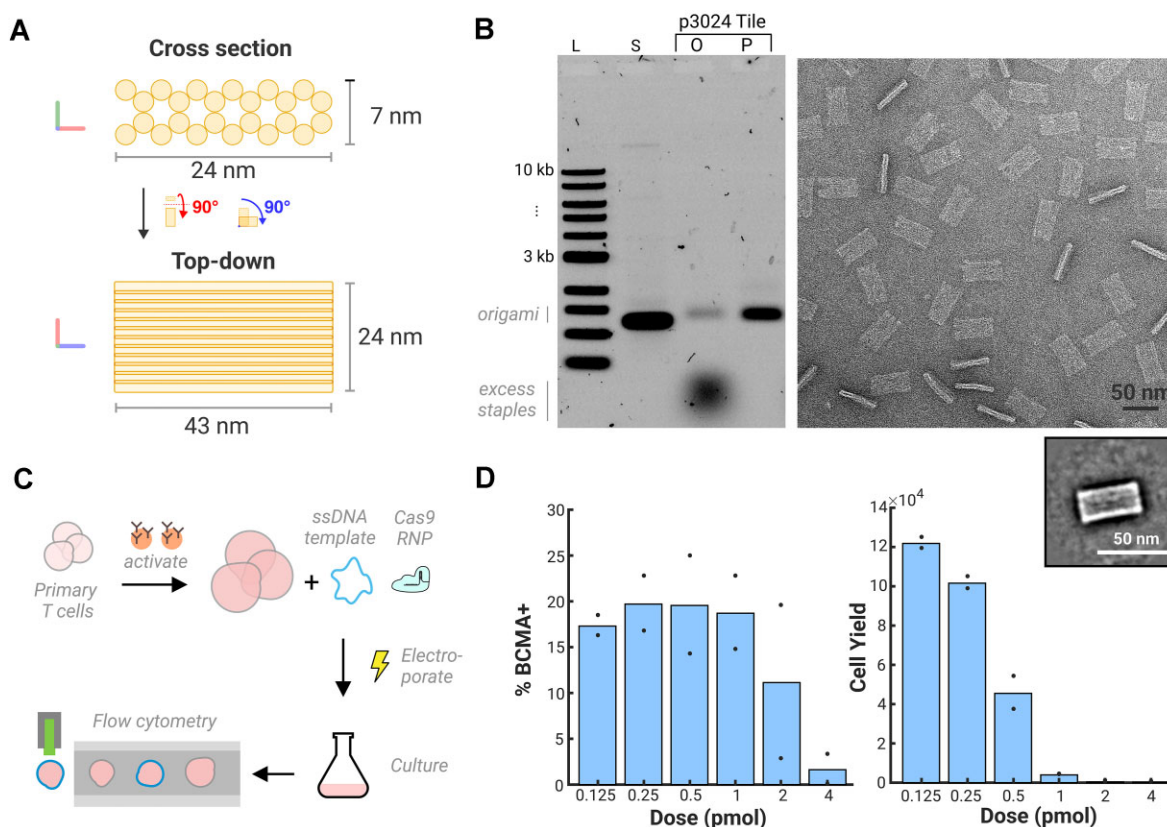 A
Cross section
7 nm
24 nm
90°
90°
Top-down
24 nm
43 nm
B
p3024 Tile
L
S
O
P
10 kb
...
3 kb
origami
excess
staples
50 nm
C
Primary
T cells
activate
+
ssDNA
template
Cas9
RNP
Electro-
porate
Flow cytometry
Culture
D
% BCMA+
30
25
20
15
10
5
0
0.125
0.25
0.5
1
2
4
Dose (pmol)
Cell Yield
×10⁴
14
12
10
8
6
4
2
0
0.125
0.25
0.5
1
2
4
Dose (pmol)
50 nm